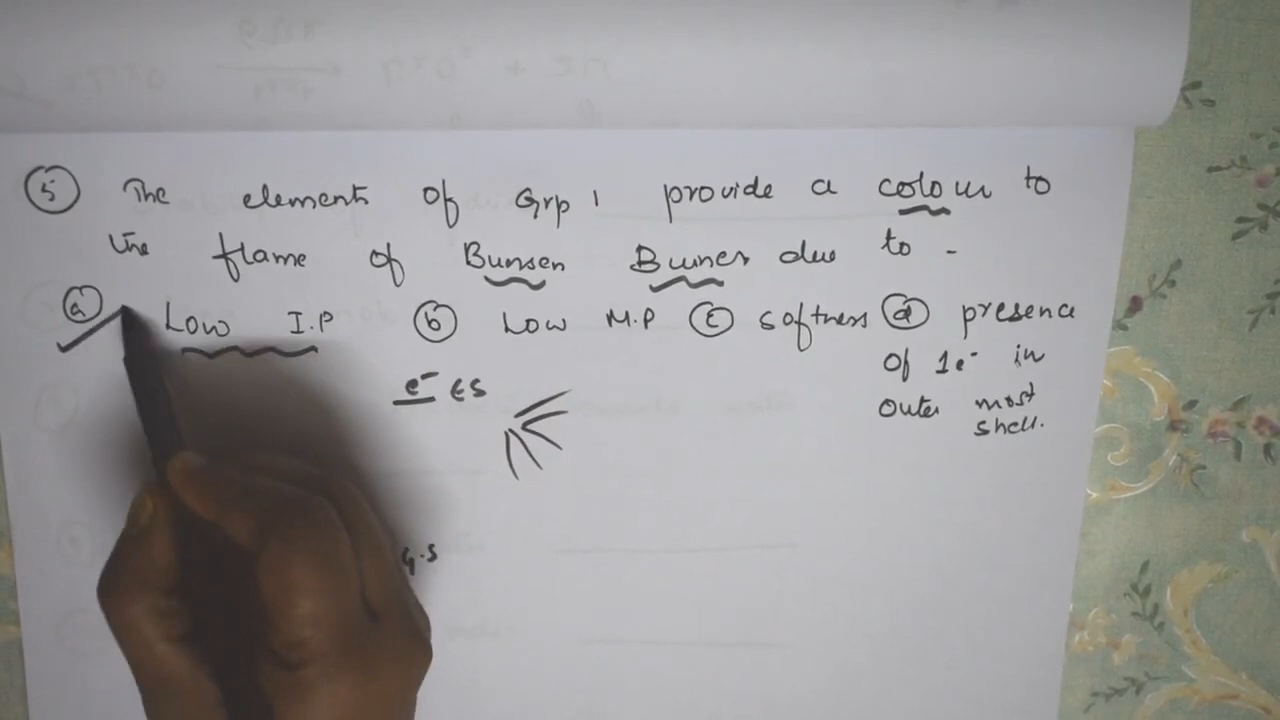 5 The elements of Grp 1 provide a colour to
the flame of Bunsen Burner due to -
a Low I.P b Low M.P c softness d presence
of 1e⁻ in
outer most
shell.
e⁻ ES
G.S